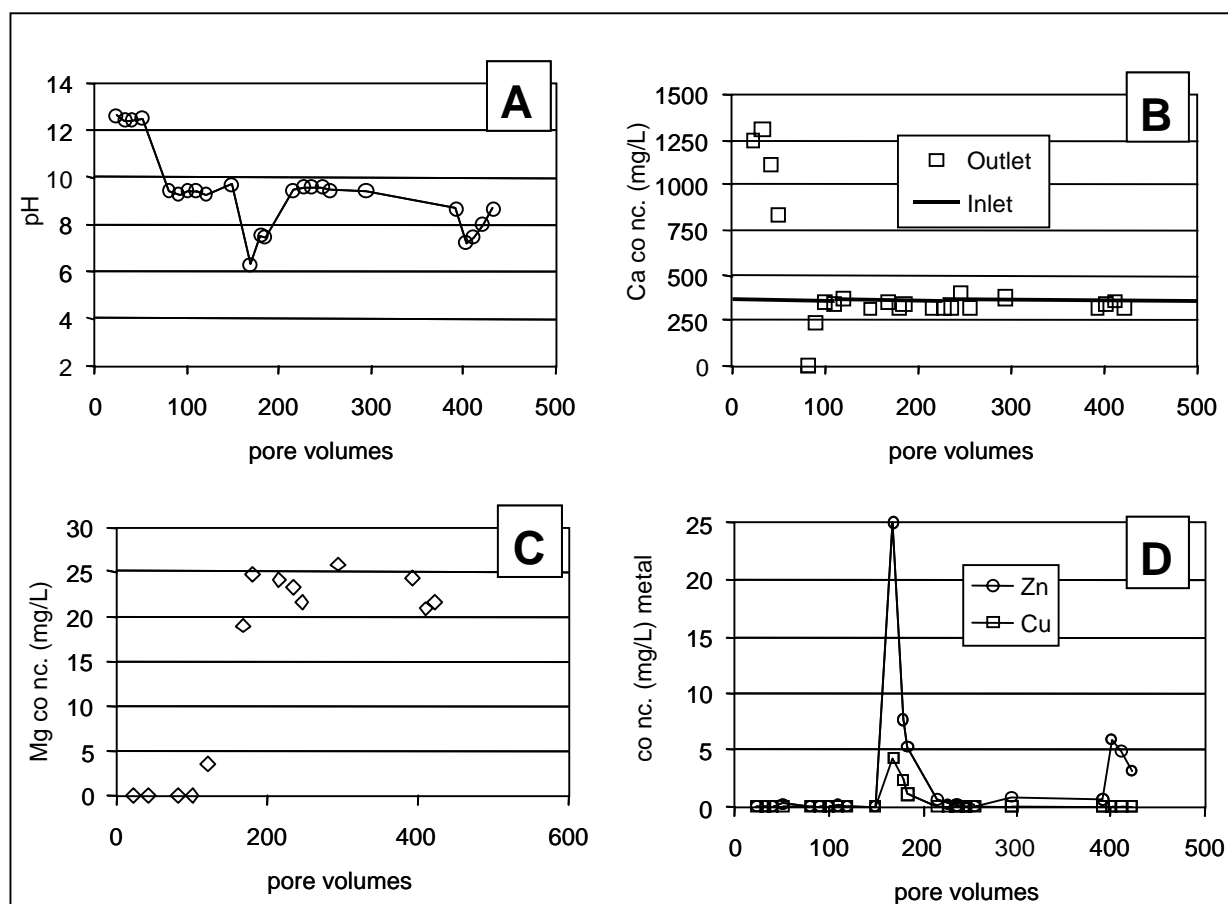 A
14
12
10
8
6
4
2
pH
0 100 200 300 400 500
pore volumes
B
1500
1250
1000
750
500
250
0
Ca co nc. (mg/L)
Outlet
Inlet
0 100 200 300 400 500
pore volumes
C
30
25
20
15
10
5
0
Mg co nc. (mg/L)
0 200 400 600
pore volumes
D
25
20
15
10
5
0
co nc. (mg/L) metal
Zn
Cu
0 100 200 300 400 500
pore volumes